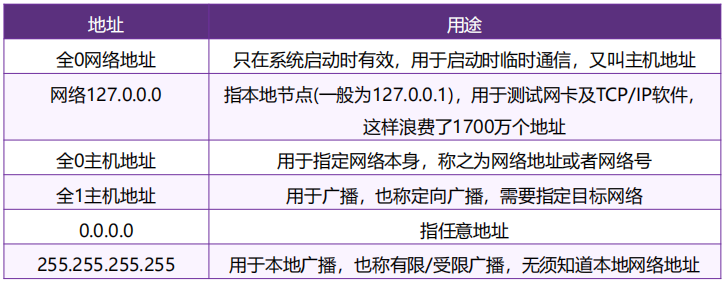 地址 用途
全0网络地址 只在系统启动时有效，用于启动时临时通信，又叫主机地址
网络127.0.0.0 指本地节点(一般为127.0.0.1)，用于测试网卡及TCP/IP软件，
这样浪费了1700万个地址
全0主机地址 用于指定网络本身，称之为网络地址或者网络号
全1主机地址 用于广播，也称定向广播，需要指定目标网络
0.0.0.0 指任意地址
255.255.255.255 用于本地广播，也称有限/受限广播，无须知道本地网络地址